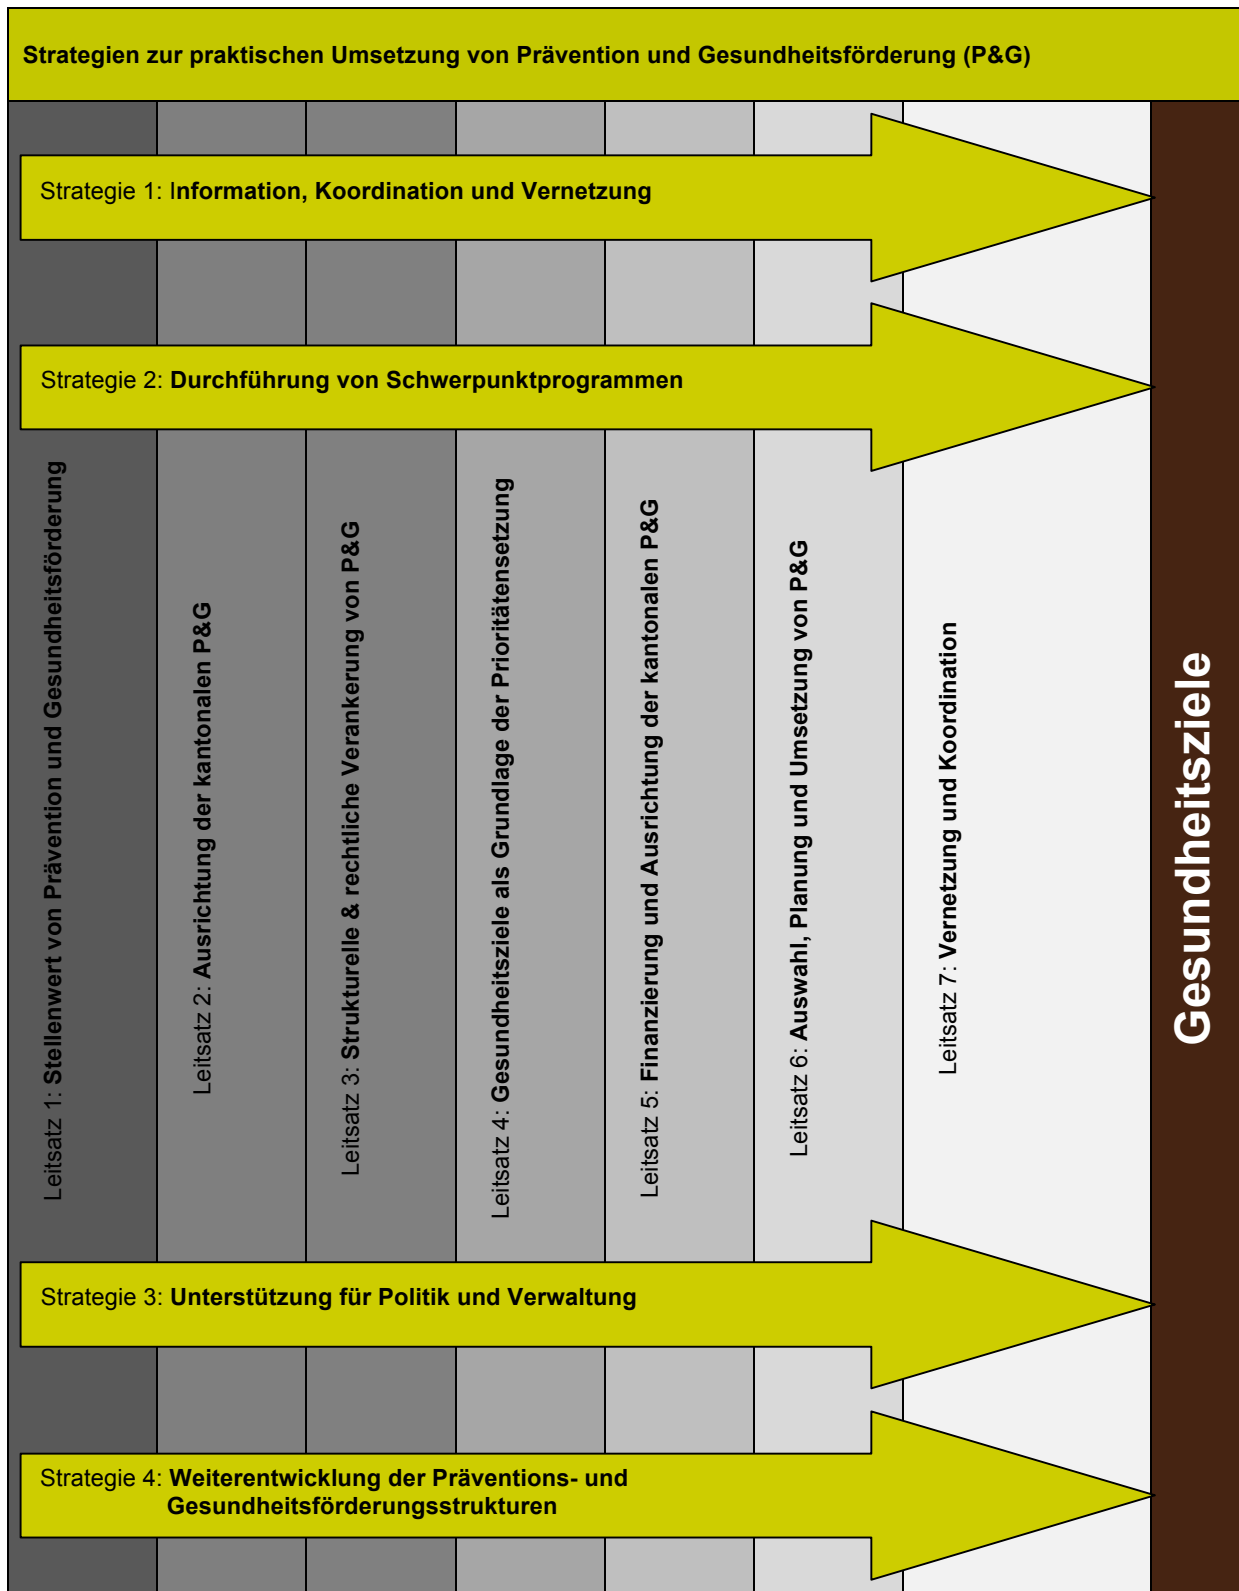 Strategien zur praktischen Umsetzung von Prävention und Gesundheitsförderung (P&G)
Strategie 1: Information, Koordination und Vernetzung
Strategie 2: Durchführung von Schwerpunktprogrammen
Leitsatz 1: Stellenwert von Prävention und Gesundheitsförderung
Leitsatz 2: Ausrichtung der kantonalen P&G
Leitsatz 3: Strukturelle & rechtliche Verankerung von P&G
Leitsatz 4: Gesundheitsziele als Grundlage der Prioritätensetzung
Leitsatz 5: Finanzierung und Ausrichtung der kantonalen P&G
Leitsatz 6: Auswahl, Planung und Umsetzung von P&G
Leitsatz 7: Vernetzung und Koordination
Gesundheitsziele
Strategie 3: Unterstützung für Politik und Verwaltung
Strategie 4: Weiterentwicklung der Präventions- und
Gesundheitsförderungsstrukturen